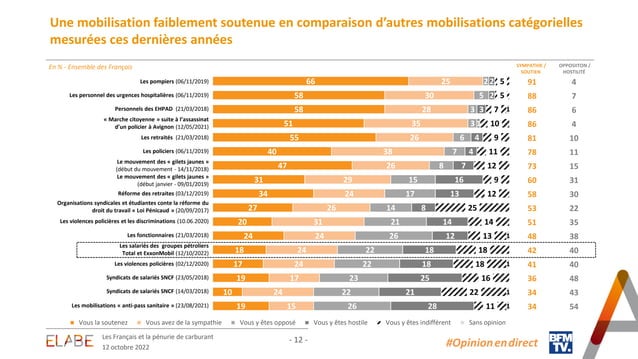 Une mobilisation faiblement soutenue en comparaison d’autres mobilisations catégorielles
mesurées ces dernières années
En % - Ensemble des Français
SYMPATHIE / OPPOSITON /
SOUTIEN HOSTILITÉ
Les pompiers (06/11/2019) 66 25 2 2 5 91 4
Les personnel des urgences hospitalières (06/11/2019) 58 30 5 2 5 88 7
Personnels des EHPAD (21/03/2018) 58 28 3 3 7 1 86 6
« Marche citoyenne » suite à l’assassinat
d’un policier à Avignon (12/05/2021) 51 35 3 10 86 4
Les retraités (21/03/2018) 55 26 6 4 9 81 10
Les policiers (06/11/2019) 40 38 7 4 11 78 11
Le mouvement des « gilets jaunes »
(début du movement - 14/11/2018) 47 26 8 7 12 73 15
Le mouvement des « gilets jaunes »
(début janvier - 09/01/2019) 31 29 15 16 9 60 31
Réforme des retraites (03/12/2019) 34 24 17 13 12 58 30
Organisations syndicales et étudiantes conte la réforme du
droit du travail « Loi Pénicaud » (20/09/2017) 27 26 14 8 25 53 22
Les violences policières et les discriminations (10.06.2020) 20 31 21 14 14 51 35
Les fonctionnaires (21/03/2018) 24 24 26 12 13 1 48 38
Les salariés des groupes pétroliers
Total et ExxonMobil (12/10/2022) 18 24 22 18 18 42 40
Les violences policières (02/12/2020) 17 24 22 18 18 1 41 40
Syndicats de salariés SNCF (23/05/2018) 19 17 23 25 16 36 48
Syndicats de salariés SNCF (14/03/2018) 10 24 22 21 22 34 43
Les mobilisations « anti-pass sanitaire » (23/08/2021) 19 15 26 28 11 34 54
Vous la soutenez Vous avez de la sympathie Vous y êtes opposé Vous y êtes hostile Vous y êtes indifférent Sans opinion
ELABE
Les Français et la pénurie de carburant
12 octobre 2022
- 12 -
#Opinion en direct
BFM
TV.